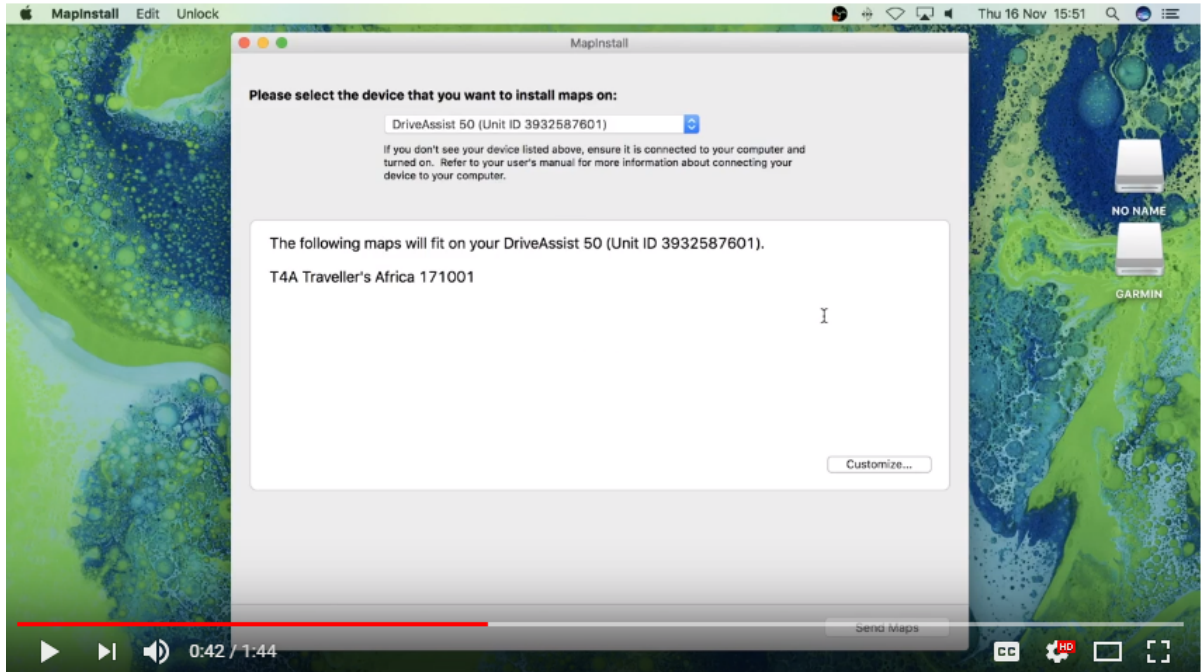 MapInstall Edit Unlock Thu 16 Nov 15:51
MapInstall
Please select the device that you want to install maps on:
DriveAssist 50 (Unit ID 3932587601)
If you don't see your device listed above, ensure it is connected to your computer and
turned on. Refer to your user's manual for more information about connecting your
device to your computer.
NO NAME
The following maps will fit on your DriveAssist 50 (Unit ID 3932587601).
T4A Traveller's Africa 171001
GARMIN
Customize...
Send Maps
0:42 / 1:44 CC HD